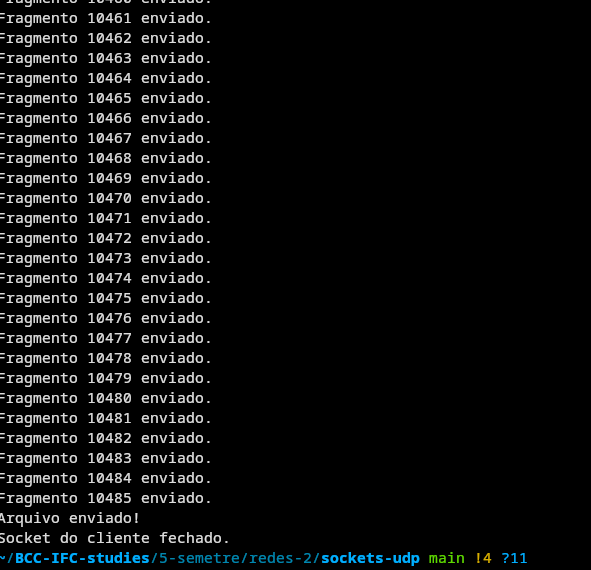 Fragmento 10460 enviado.
Fragmento 10461 enviado.
Fragmento 10462 enviado.
Fragmento 10463 enviado.
Fragmento 10464 enviado.
Fragmento 10465 enviado.
Fragmento 10466 enviado.
Fragmento 10467 enviado.
Fragmento 10468 enviado.
Fragmento 10469 enviado.
Fragmento 10470 enviado.
Fragmento 10471 enviado.
Fragmento 10472 enviado.
Fragmento 10473 enviado.
Fragmento 10474 enviado.
Fragmento 10475 enviado.
Fragmento 10476 enviado.
Fragmento 10477 enviado.
Fragmento 10478 enviado.
Fragmento 10479 enviado.
Fragmento 10480 enviado.
Fragmento 10481 enviado.
Fragmento 10482 enviado.
Fragmento 10483 enviado.
Fragmento 10484 enviado.
Fragmento 10485 enviado.
Arquivo enviado!
Socket do cliente fechado.
~/BCC-IFC-studies/5-semetre/redes-2/sockets-udp main !4 ?11